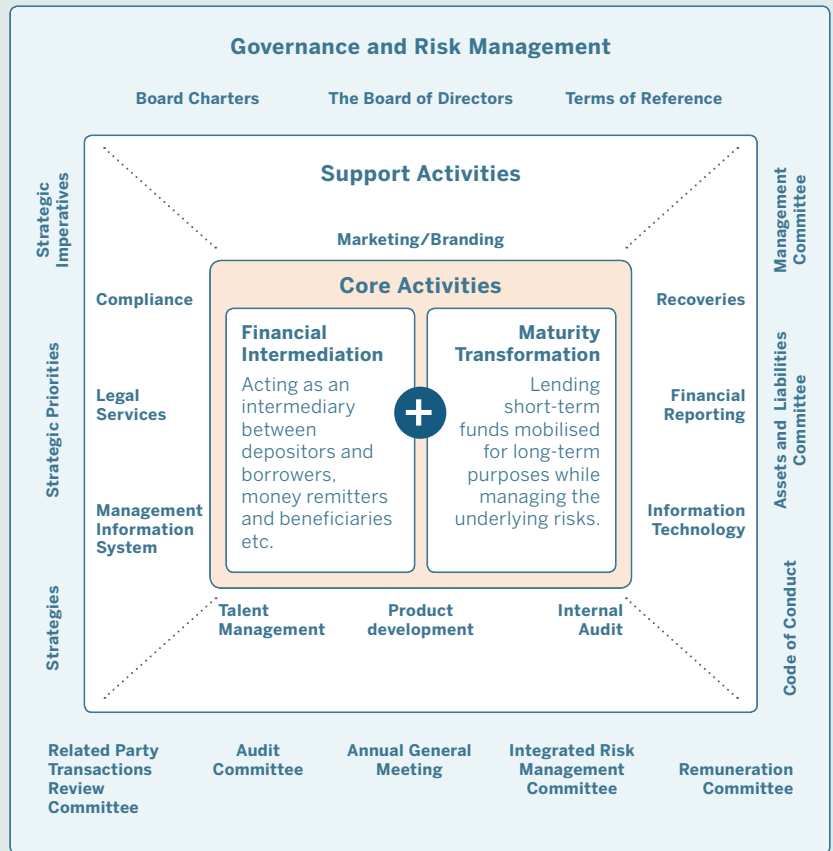 Governance and Risk Management
Board Charters
The Board of Directors
Terms of Reference
Strategic
Imperatives
Strategic Priorities
Strategies
Support Activities
Marketing/Branding
Compliance
Legal
Services
Management
Information
System
Core Activities
Financial
Intermediation
Acting as an
intermediary
between
depositors and
borrowers,
money remitters
and beneficiaries
etc.
+
Maturity
Transformation
Lending
short-term
funds mobilised
for long-term
purposes while
managing the
underlying risks.
Recoveries
Financial
Reporting
Information
Technology
Talent
Management
Product
development
Internal
Audit
Management
Committee
Assets and Liabilities
Committee
Code of Conduct
Related Party
Transactions
Review
Committee
Audit
Committee
Annual General
Meeting
Integrated Risk
Management
Committee
Remuneration
Committee